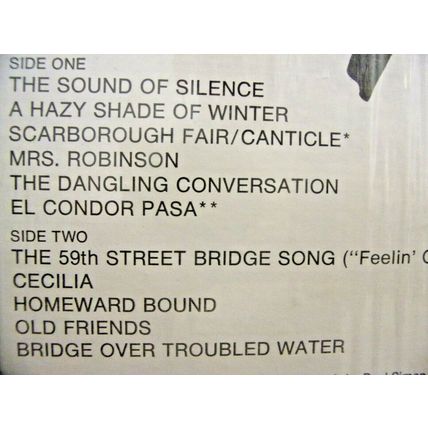 SIDE ONE
THE SOUND OF SILENCE
A HAZY SHADE OF WINTER
SCARBOROUGH FAIR/CANTICLE*
MRS. ROBINSON
THE DANGLING CONVERSATION
EL CONDOR PASA**
SIDE TWO
THE 59th STREET BRIDGE SONG ("Feelin'
CECILIA
HOMEWARD BOUND
OLD FRIENDS
BRIDGE OVER TROUBLED WATER